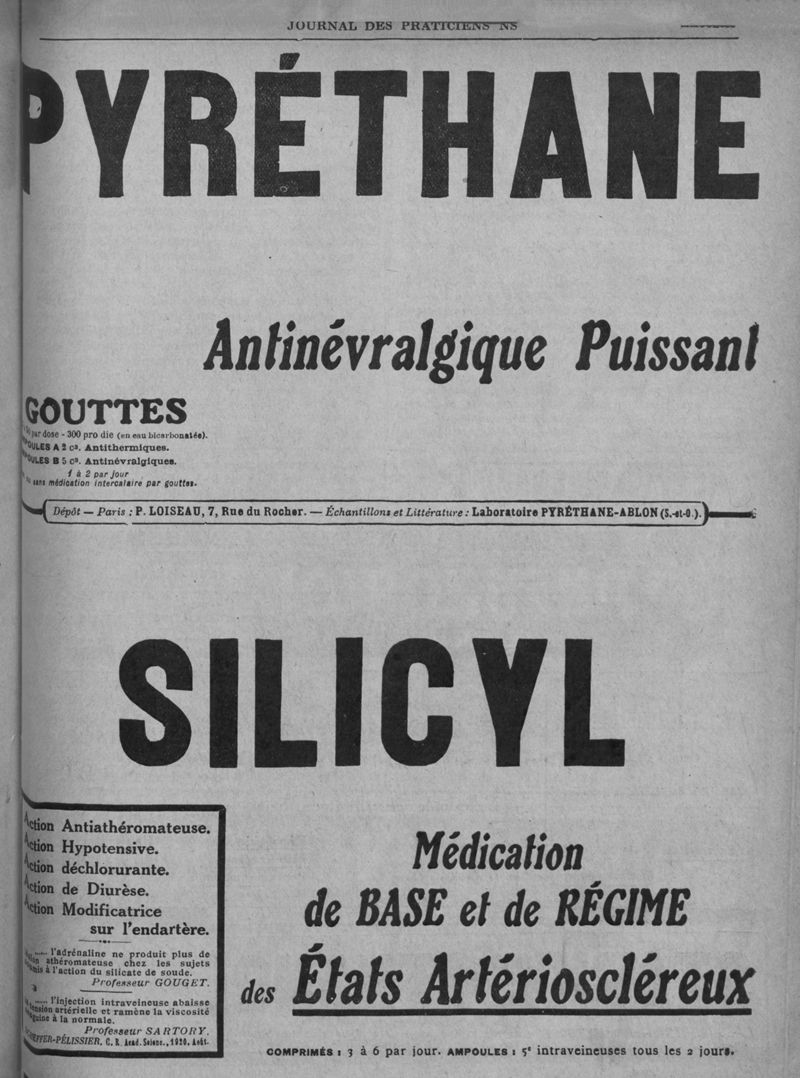 JOURNAL DES PRATICIENS
PYRÉTHANE
Antinévralgique Puissant
GOUTTES
par dose - 300 pro die (en eau bicarbonatée).
A 2 c³. Antithermiques.
B 5 c³. Antinévralgiques.
1 à 2 par jour
sans médication intercalaire par gouttes.
Dépôt — Paris : P. LOISEAU, 7, Rue du Rocher. — Échantillons et Littérature : Laboratoire PYRÉTHANE-ABLON (S.-et-O.).
SILICYL
Action Antiathéromateuse.
Action Hypotensive.
Action déchlorurante.
Action de Diurèse.
Action Modificatrice
sur l'endartère.
..... l'adrénaline ne produit plus de
athéromateuse chez les sujets
à l'action du silicate de soude.
Professeur GOUGET.
..... l'injection intraveineuse abaisse
tension artérielle et ramène la viscosité
à la normale.
Professeur SARTORY.
PÉLISSIER, C. R. Acad. Scienc., 1920, Août.
Médication
de BASE et de RÉGIME
des États Artérioscléreux
COMPRIMÉS : 3 à 6 par jour. AMPOULES : 5ᶜ intraveineuses tous les 2 jours.